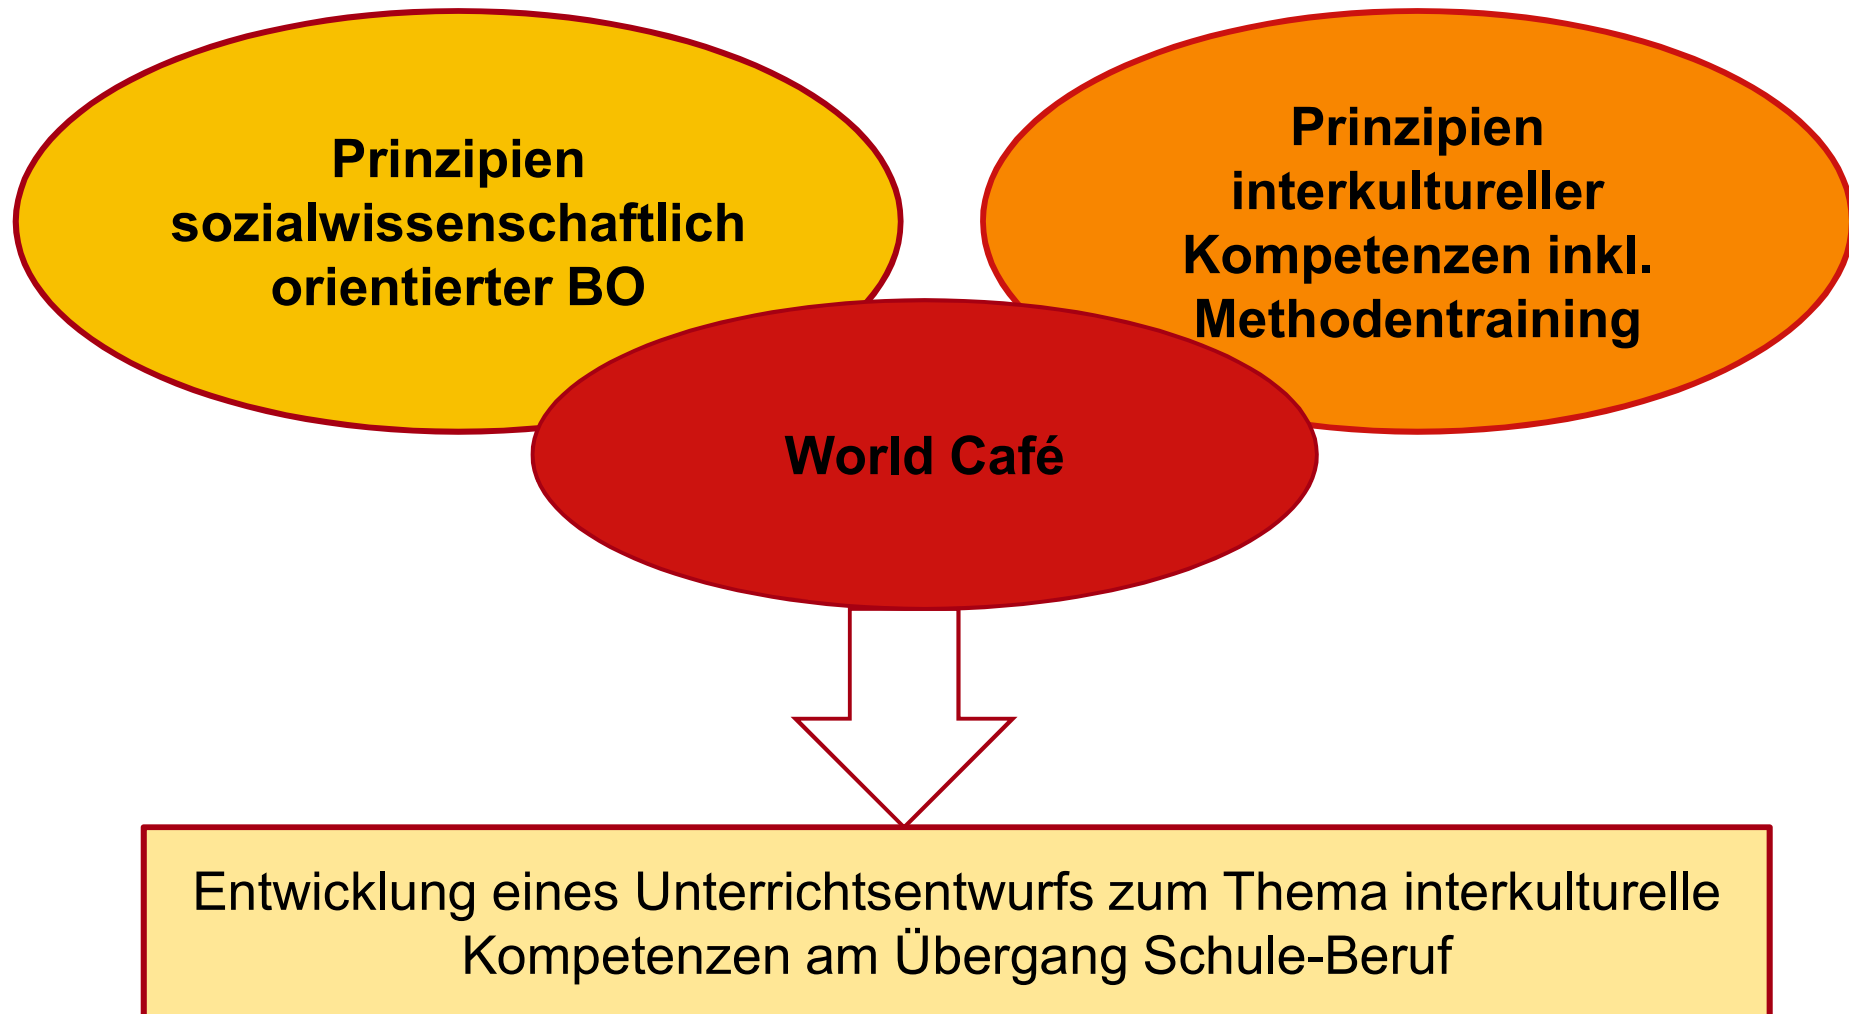 Prinzipien
sozialwissenschaftlich
orientierter BO
Prinzipien
interkultureller
Kompetenzen inkl.
Methodentraining
World Café
Entwicklung eines Unterrichtsentwurfs zum Thema interkulturelle
Kompetenzen am Übergang Schule-Beruf